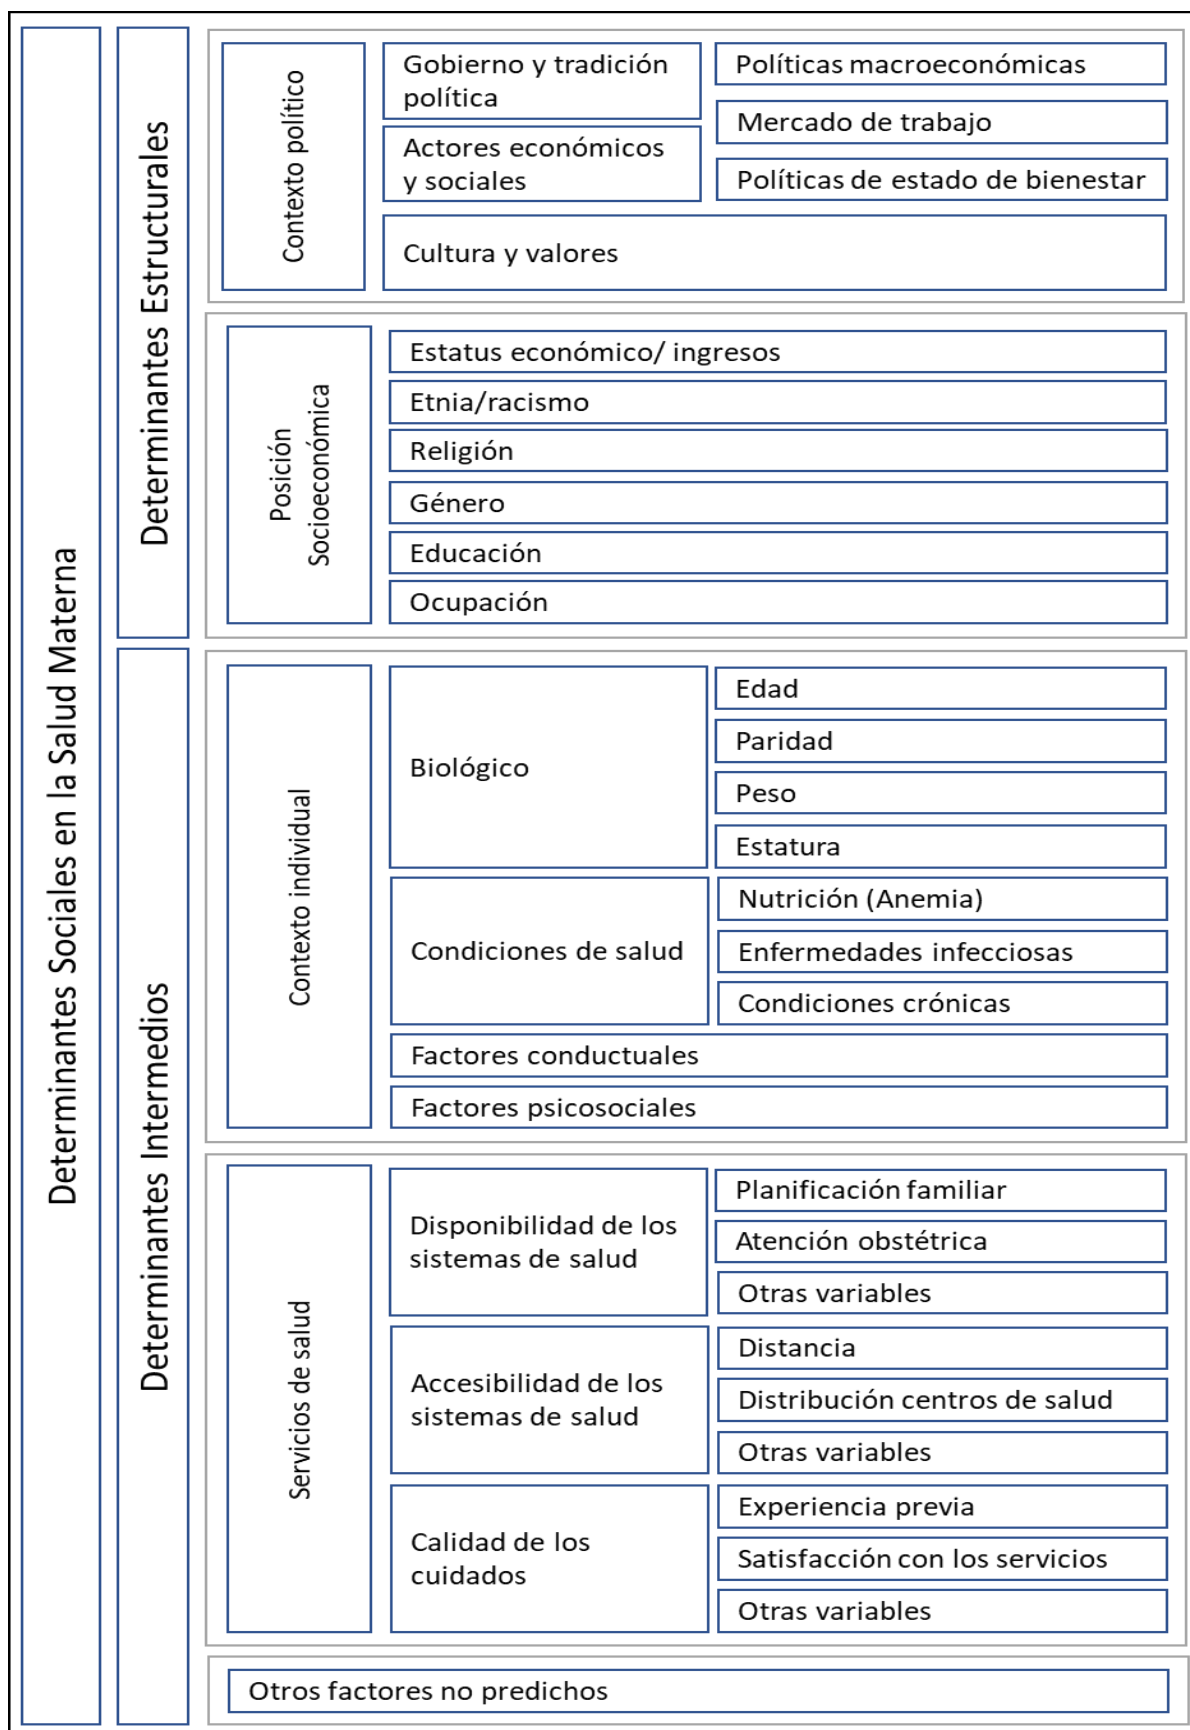 Determinantes Sociales en la Salud Materna
Determinantes Estructurales
Contexto político
Gobierno y tradición
política
Actores económicos
y sociales
Políticas macroeconómicas
Mercado de trabajo
Políticas de estado de bienestar
Cultura y valores
Posición
Socioeconómica
Estatus económico/ ingresos
Etnia/racismo
Religión
Género
Educación
Ocupación
Determinantes Intermedios
Contexto individual
Biológico
Edad
Paridad
Peso
Estatura
Condiciones de salud
Nutrición (Anemia)
Enfermedades infecciosas
Condiciones crónicas
Factores conductuales
Factores psicosociales
Servicios de salud
Disponibilidad de los
sistemas de salud
Planificación familiar
Atención obstétrica
Otras variables
Accesibilidad de los
sistemas de salud
Distancia
Distribución centros de salud
Otras variables
Calidad de los
cuidados
Experiencia previa
Satisfacción con los servicios
Otras variables
Otros factores no predichos